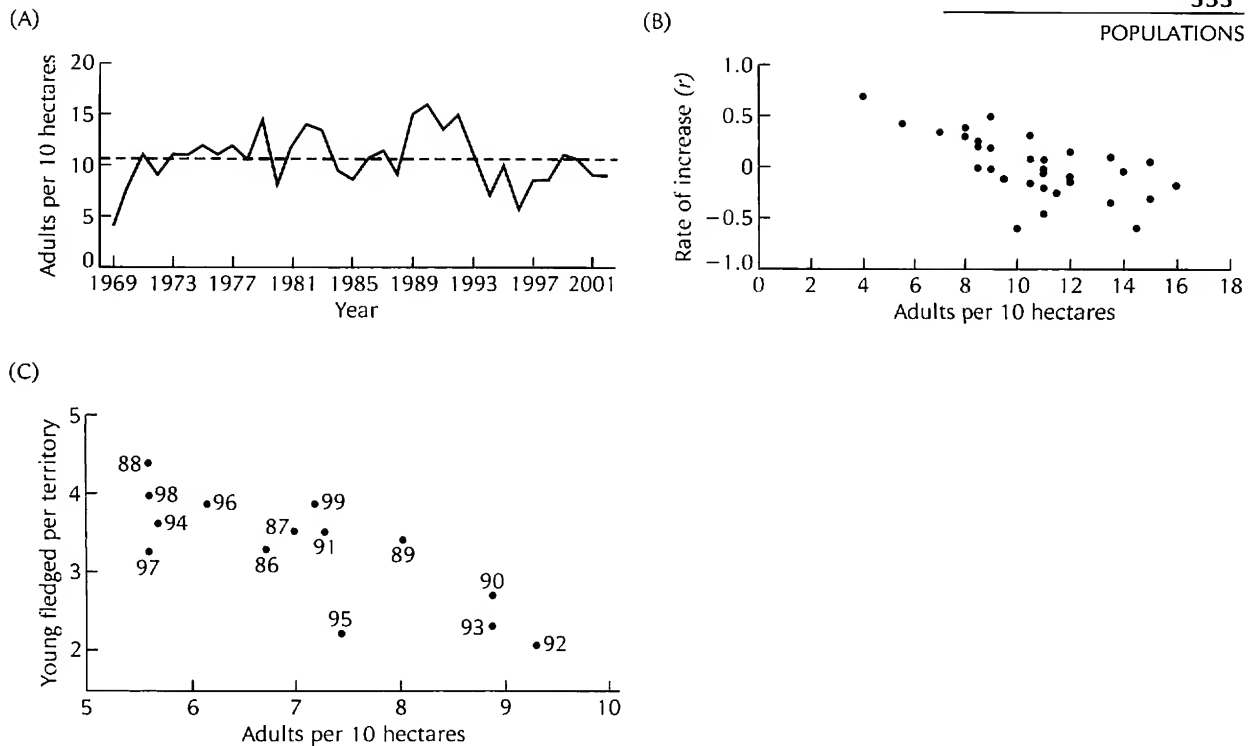 (A)
(B)
POPULATIONS
Adults per 10 hectares
20
15
10
5
0
1969 1973 1977 1981 1985 1989 1993 1997 2001
Year
Rate of increase (r)
1.0
0.5
0
−0.5
−1.0
0 2 4 6 8 10 12 14 16 18
Adults per 10 hectares
(C)
Young fledged per territory
5
4
3
2
88
98
96
99
94
87
91
97
86
89
90
95
93
92
5 6 7 8 9 10
Adults per 10 hectares